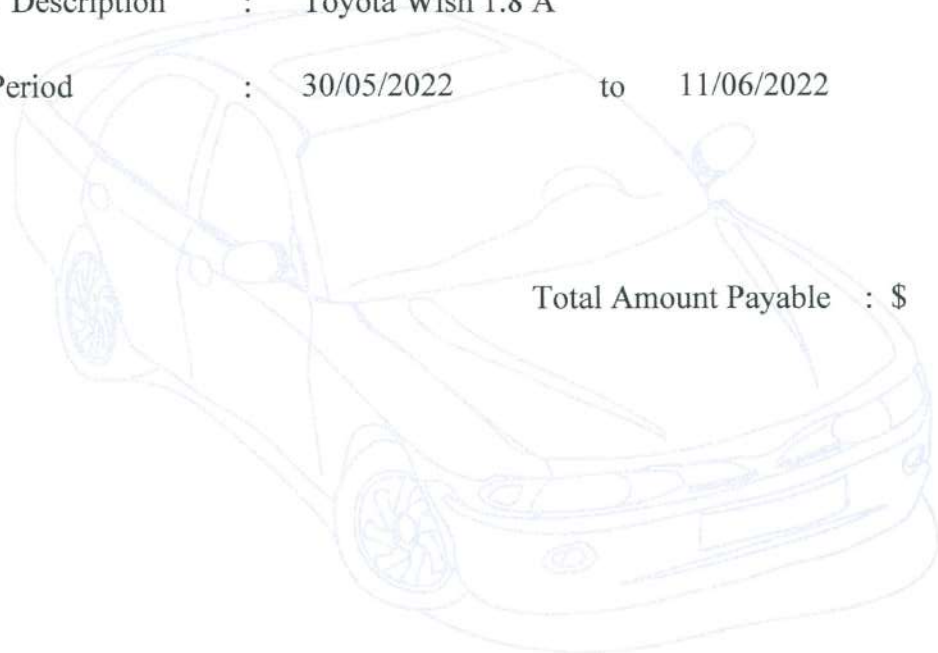 Description : Toyota Wish 1.8 A
Period : 30/05/2022 to 11/06/2022
Total Amount Payable : $